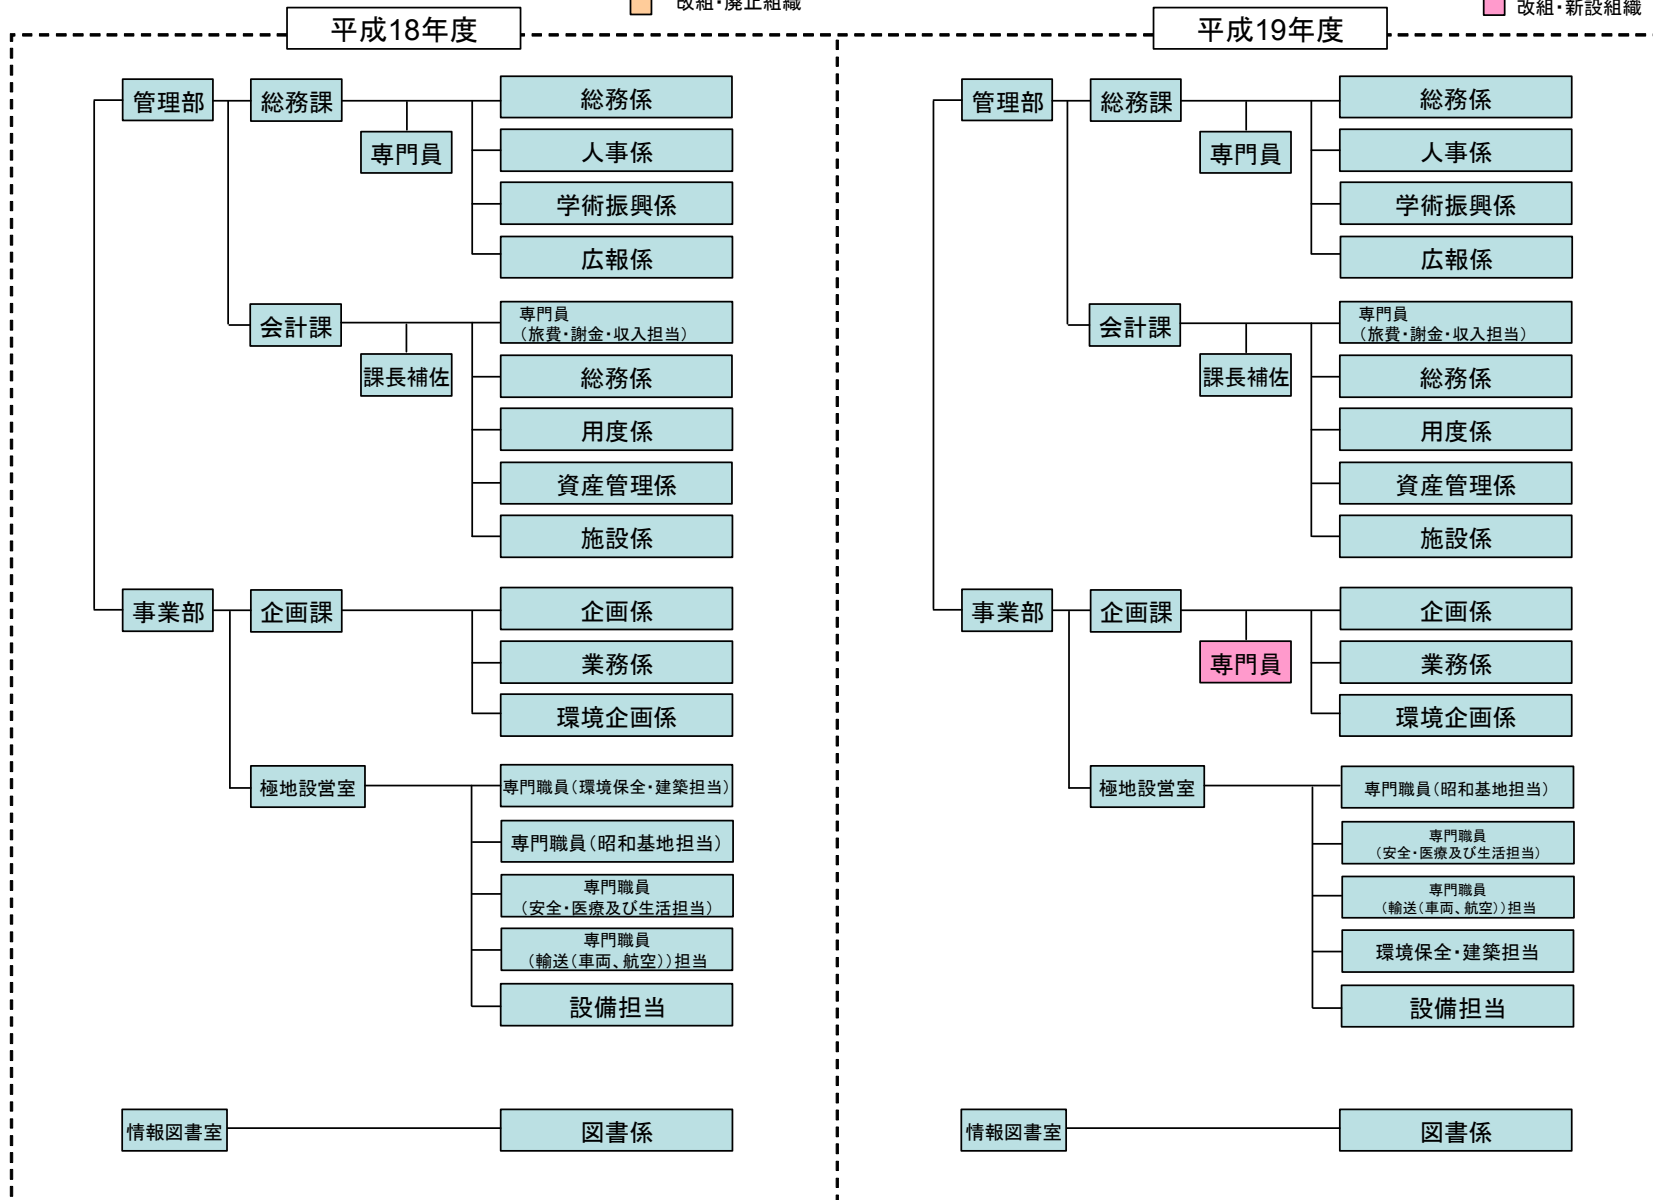 改組・廃止組織
改組・新設組織
平成18年度
管理部
総務課
専門員
総務係
人事係
学術振興係
広報係
会計課
課長補佐
専門員
(旅費・謝金・収入担当)
総務係
用度係
資産管理係
施設係
事業部
企画課
企画係
業務係
環境企画係
極地設営室
専門職員(環境保全・建築担当)
専門職員(昭和基地担当)
専門職員
(安全・医療及び生活担当)
専門職員
(輸送(車両、航空))担当
設備担当
情報図書室
図書係
平成19年度
管理部
総務課
専門員
総務係
人事係
学術振興係
広報係
会計課
課長補佐
専門員
(旅費・謝金・収入担当)
総務係
用度係
資産管理係
施設係
事業部
企画課
専門員
企画係
業務係
環境企画係
極地設営室
専門職員(昭和基地担当)
専門職員
(安全・医療及び生活担当)
専門職員
(輸送(車両、航空))担当
環境保全・建築担当
設備担当
情報図書室
図書係